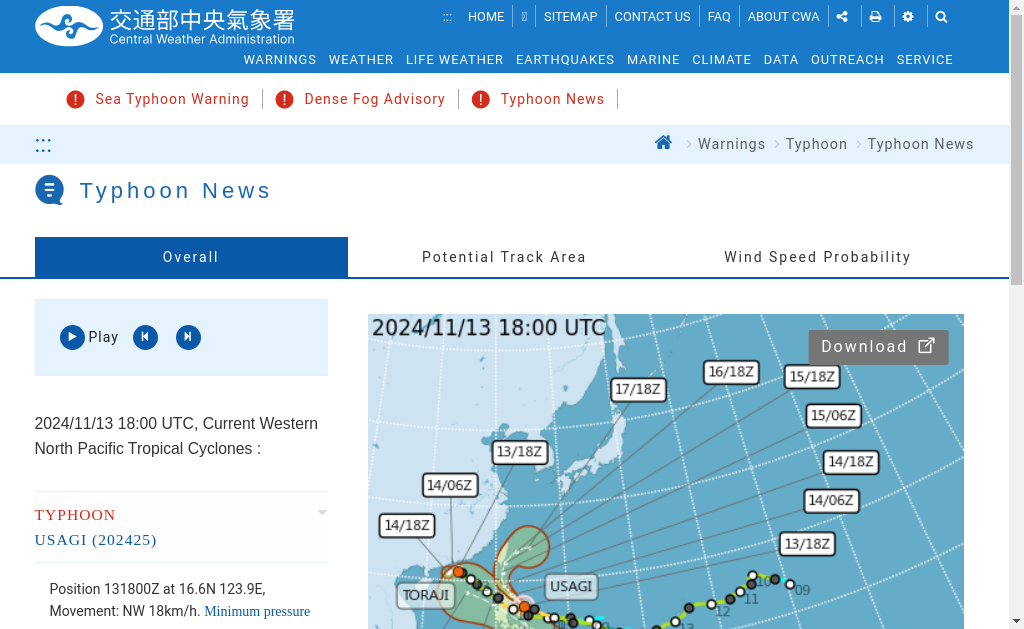 交通部中央氣象署
Central Weather Administration
::: HOME SITEMAP CONTACT US FAQ ABOUT CWA
WARNINGS WEATHER LIFE WEATHER EARTHQUAKES MARINE CLIMATE DATA OUTREACH SERVICE
Sea Typhoon Warning Dense Fog Advisory Typhoon News
::: Warnings Typhoon Typhoon News
Typhoon News
Overall Potential Track Area Wind Speed Probability
Play
2024/11/13 18:00 UTC, Current Western
North Pacific Tropical Cyclones :
TYPHOON
USAGI (202425)
Position 131800Z at 16.6N 123.9E,
Movement: NW 18km/h. Minimum pressure
2024/11/13 18:00 UTC
Download
16/18Z
15/18Z
17/18Z
15/06Z
13/18Z
14/18Z
14/06Z
14/06Z
14/18Z
13/18Z
TORAJI
USAGI
10
09
11
12
13